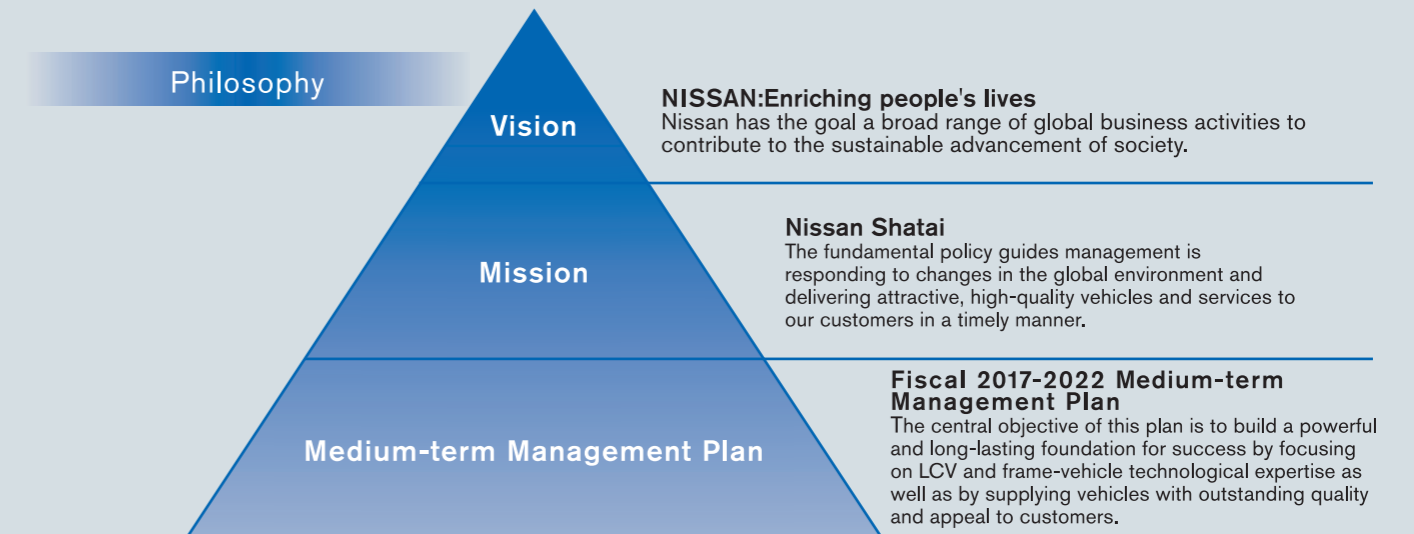 Philosophy
Vision
NISSAN:Enriching people's lives
Nissan has the goal a broad range of global business activities to
contribute to the sustainable advancement of society.
Mission
Nissan Shatai
The fundamental policy guides management is
responding to changes in the global environment and
delivering attractive, high-quality vehicles and services to
our customers in a timely manner.
Medium-term Management Plan
Fiscal 2017-2022 Medium-term
Management Plan
The central objective of this plan is to build a powerful
and long-lasting foundation for success by focusing
on LCV and frame-vehicle technological expertise as
well as by supplying vehicles with outstanding quality
and appeal to customers.